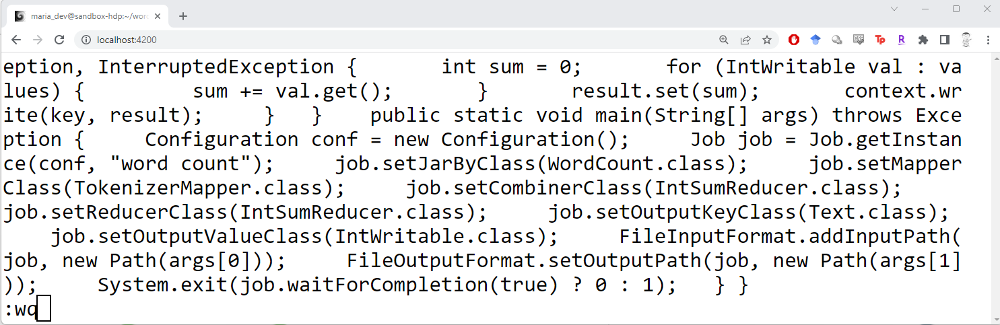 maria_dev@sandbox-hdp:~/wor
localhost:4200
eption, InterruptedException {       int sum = 0;       for (IntWritable val : va
lues) {         sum += val.get();       }       result.set(sum);       context.wr
ite(key, result);     }   }    public static void main(String[] args) throws Exce
ption {     Configuration conf = new Configuration();     Job job = Job.getInstan
ce(conf, "word count");     job.setJarByClass(WordCount.class);     job.setMapper
Class(TokenizerMapper.class);     job.setCombinerClass(IntSumReducer.class);
job.setReducerClass(IntSumReducer.class);     job.setOutputKeyClass(Text.class);
    job.setOutputValueClass(IntWritable.class);     FileInputFormat.addInputPath(
job, new Path(args[0]));     FileOutputFormat.setOutputPath(job, new Path(args[1]
));     System.exit(job.waitForCompletion(true) ? 0 : 1);   } }
:wq